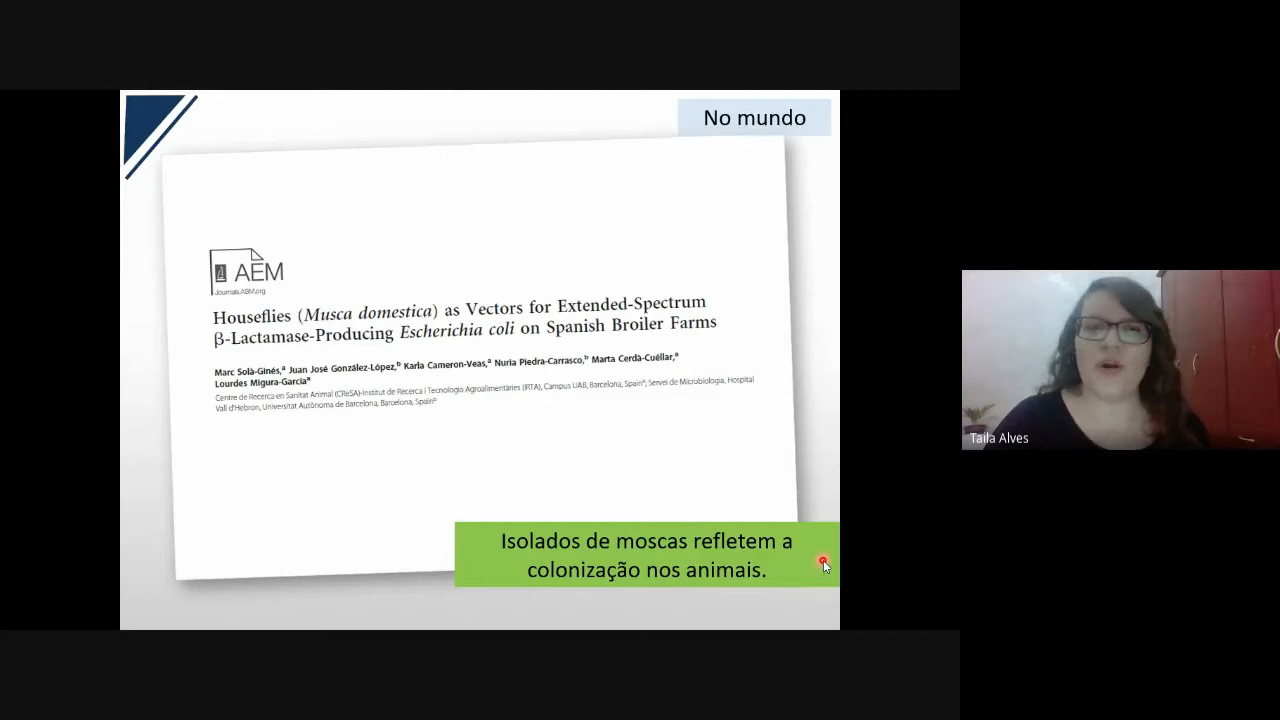 No mundo
AEM
Journals.ASM.org
Houseflies (Musca domestica) as Vectors for Extended-Spectrum
β-Lactamase-Producing Escherichia coli on Spanish Broiler Farms
Marc Solà-Ginés,a Juan José González-López,b Karla Cameron-Veas,a Nuria Piedra-Carrasco,b Marta Cerdà-Cuéllar,a
Lourdes Migura-Garciaa
Centre de Recerca en Sanitat Animal (CReSA)-Institut de Recerca i Tecnologia Agroalimentàries (IRTA), Campus UAB, Barcelona, Spaina; Servei de Microbiologia, Hospital
Vall d'Hebron, Universitat Autònoma de Barcelona, Barcelona, Spainb
Isolados de moscas refletem a
colonização nos animais.
Taila Alves